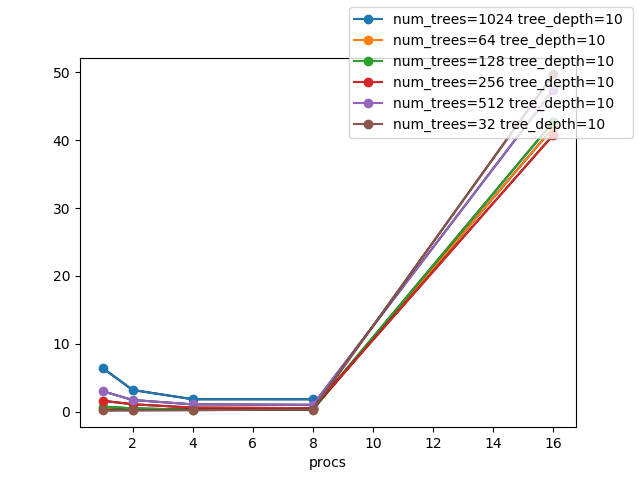 num_trees=1024 tree_depth=10
num_trees=64 tree_depth=10
num_trees=128 tree_depth=10
num_trees=256 tree_depth=10
num_trees=512 tree_depth=10
num_trees=32 tree_depth=10
50
40
30
20
10
0
2 4 6 8 10 12 14 16
procs